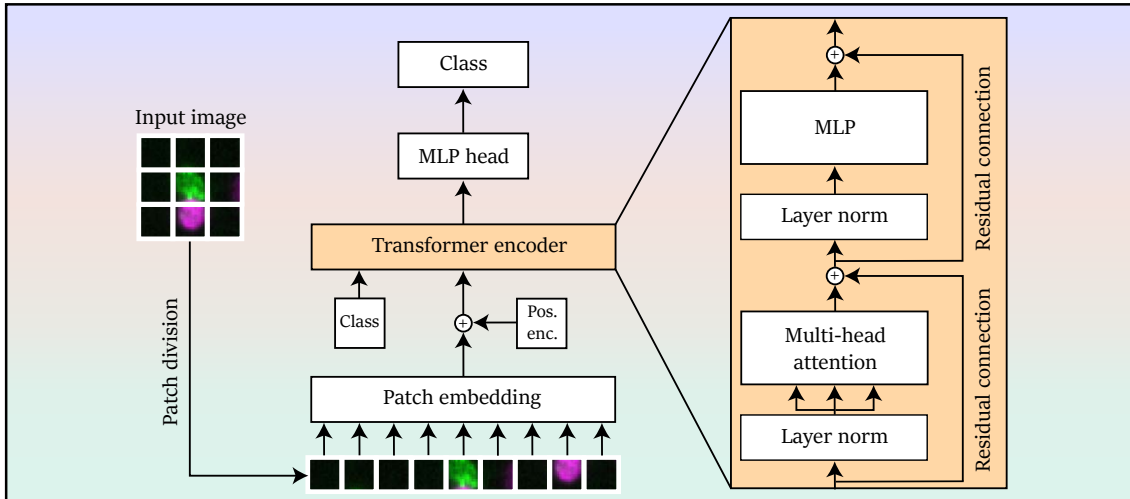 Input image
Patch division
Class
MLP head
Transformer encoder
Class
Pos.
enc.
Patch embedding
MLP
Layer norm
Residual connection
Multi-head
attention
Layer norm
Residual connection